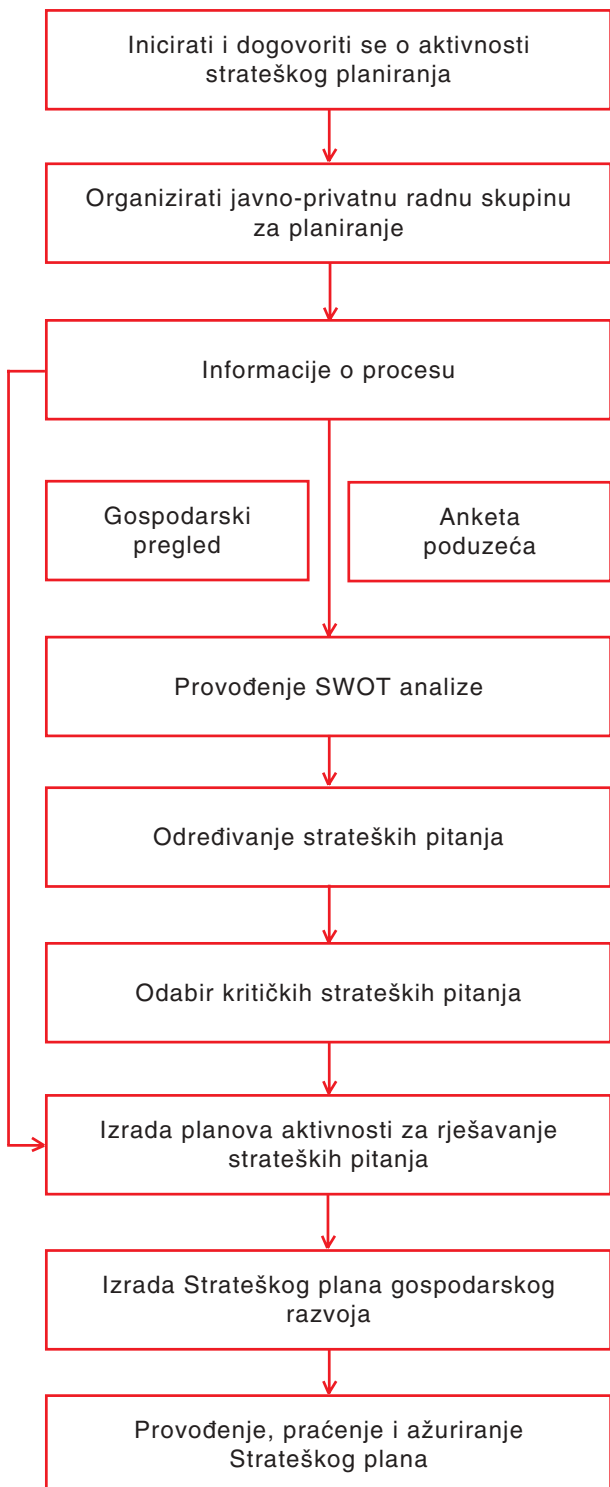 Inicirati i dogovoriti se o aktivnosti
strateškog planiranja
Organizirati javno-privatnu radnu skupinu
za planiranje
Informacije o procesu
Gospodarski
pregled
Anketa
poduzeća
Provođenje SWOT analize
Određivanje strateških pitanja
Odabir kritičkih strateških pitanja
Izrada planova aktivnosti za rješavanje
strateških pitanja
Izrada Strateškog plana gospodarskog
razvoja
Provođenje, praćenje i ažuriranje
Strateškog plana